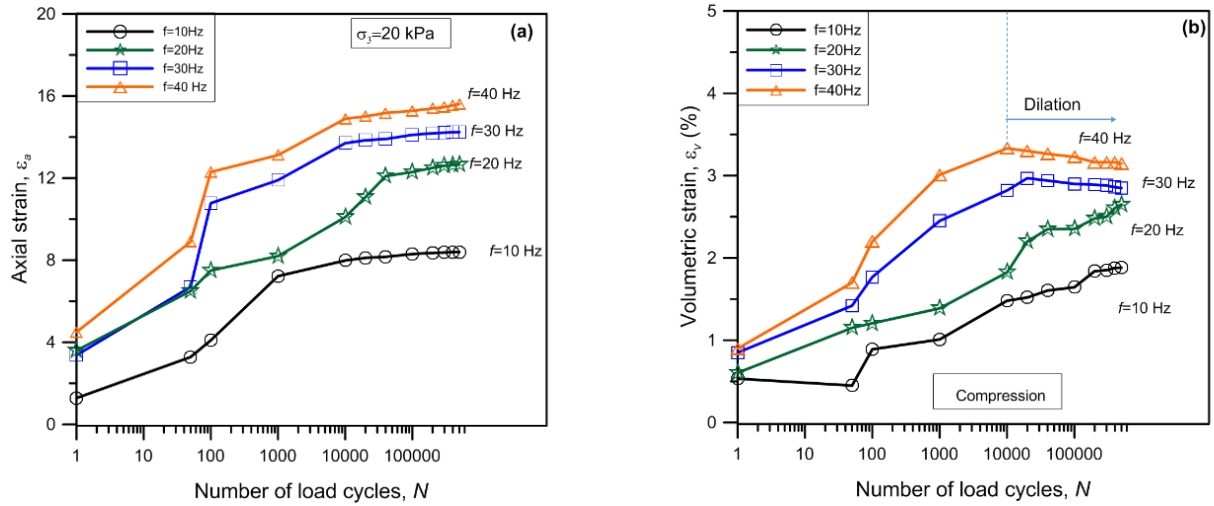 20
16
12
8
4
0
Axial strain, εa
f=10Hz
f=20Hz
f=30Hz
f=40 Hz
σ3=20 kPa
(a)
f=40 Hz
f=30 Hz
f=20 Hz
f=10 Hz
1
10
100
1000
10000
100000
Number of load cycles, N
5
4
3
2
1
0
Volumetric strain, εv (%)
f=10Hz
f=20Hz
f=30Hz
f=40Hz
(b)
Dilation
f=40 Hz
f=30 Hz
f=20 Hz
f=10 Hz
Compression
1
10
100
1000
10000
100000
Number of load cycles, N